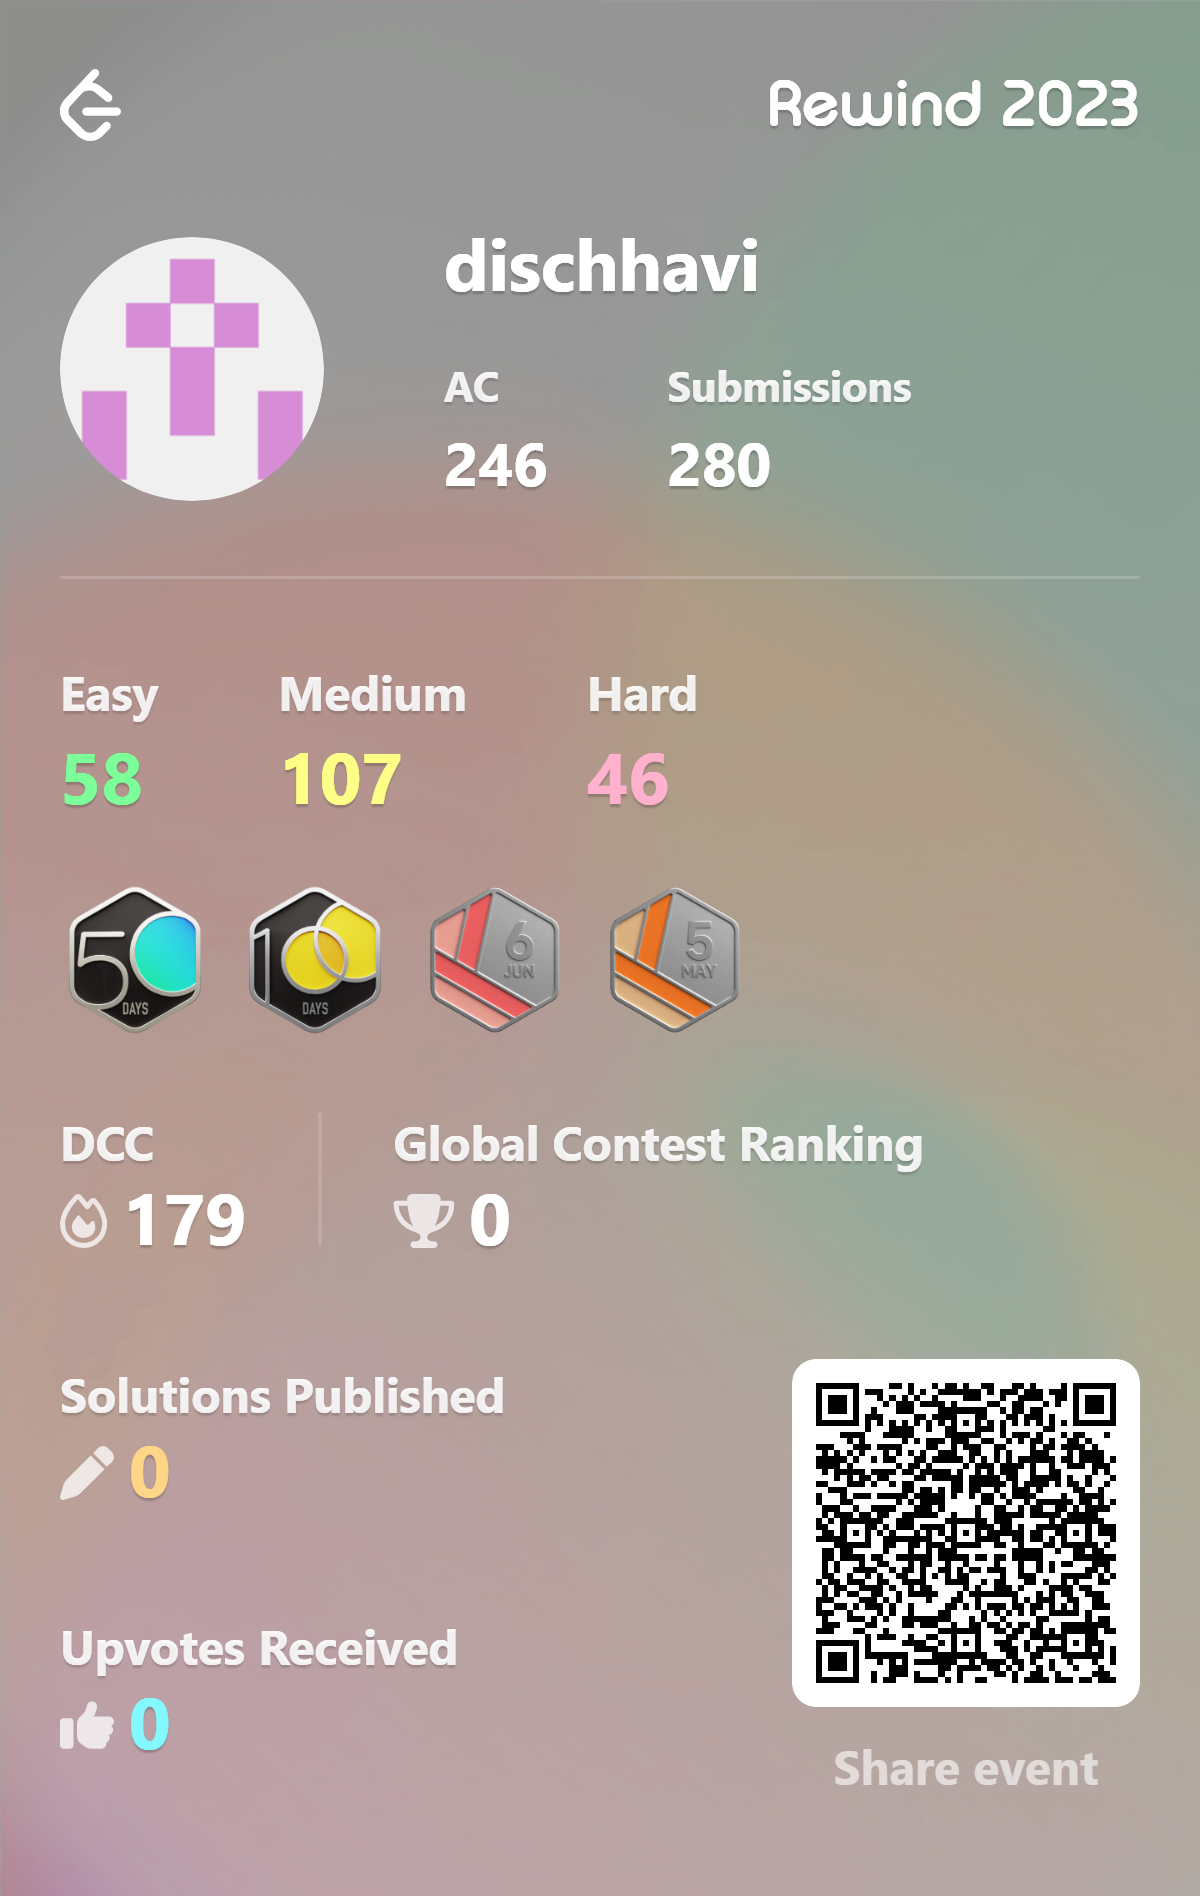 Rewind 2023
dischhavi
AC Submissions
246 280
Easy Medium Hard
58 107 46
50 DAYS
100 DAYS
6 JUN
5 MAY
DCC Global Contest Ranking
179 0
Solutions Published
0
Upvotes Received
0
Share event